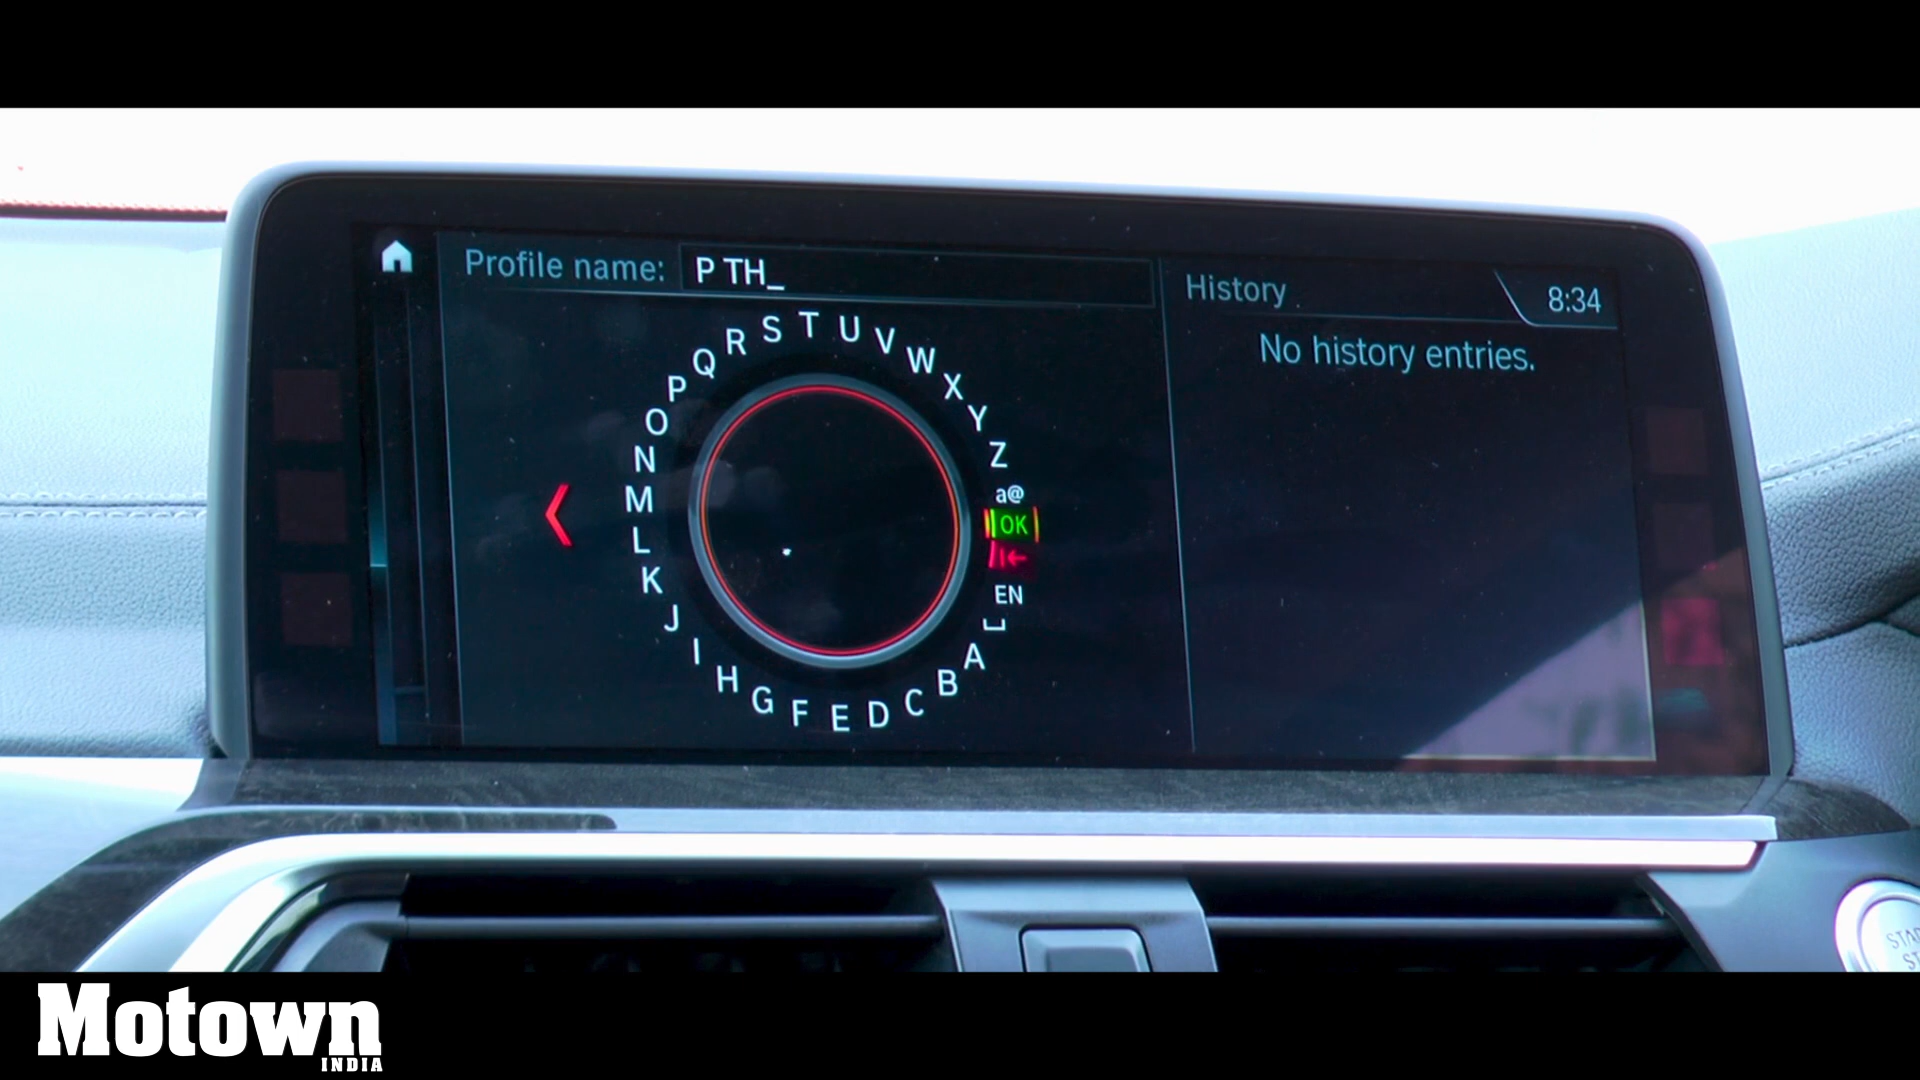 Profile name: P TH_
History
8:34
No history entries.
A B C D E F G H I J K L M N O P Q R S T U V W X Y Z a@ OK EN
Motown
INDIA